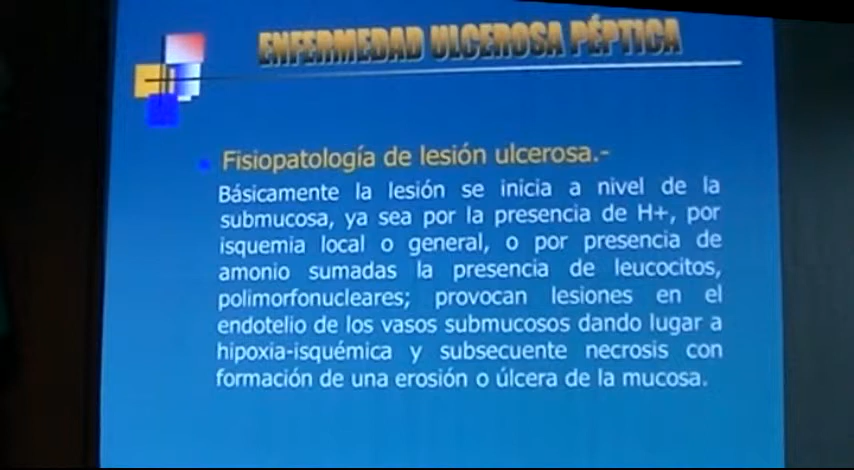 ENFERMEDAD ULCEROSA PÉPTICA
Fisiopatología de lesión ulcerosa.-
Básicamente la lesión se inicia a nivel de la
submucosa, ya sea por la presencia de H+, por
isquemia local o general, o por presencia de
amonio sumadas la presencia de leucocitos,
polimorfonucleares; provocan lesiones en el
endotelio de los vasos submucosos dando lugar a
hipoxia-isquémica y subsecuente necrosis con
formación de una erosión o úlcera de la mucosa.